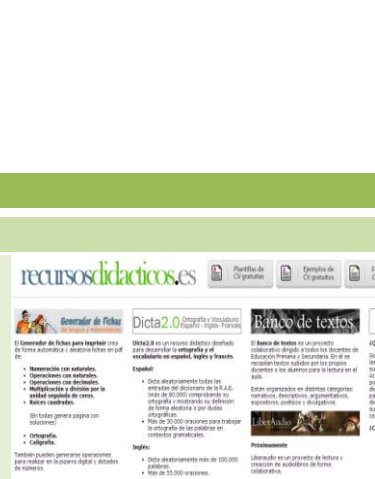 recursosdidacticos.es
Plantillas de
CV gratuitas
Ejemplos de
CV gratuitos
Generador de Fichas
de lengua y matemáticas
El Generador de fichas para imprimir crea
de forma automática y aleatoria fichas en pdf
de:
Numeración con naturales.
Operaciones con naturales.
Operaciones con decimales.
Multiplicación y división por la
unidad seguida de ceros.
Raíces cuadradas.
(En todas genera página con
soluciones)
Ortografía.
Caligrafía.
También pueden generarse operaciones
para realizar en la pizarra digital y dictados
de números.
Dicta2.0 Ortografía y Vocabulario
Español - Inglés - Francés
Dicta2.0 es un recurso didáctico diseñado
para desarrollar la ortografía y el
vocabulario en español, inglés y francés.
Español:
Dicta aleatoriamente todas las
entradas del diccionario de la R.A.E.
(más de 80.000) comprobando su
ortografía y mostrando su definición
de forma aleatoria o por dudas
ortográficas.
Más de 30.000 oraciones para trabajar
la ortografía de las palabras en
contextos gramaticales.
Inglés:
Dicta aleatoriamente más de 100.000
palabras.
Más de 55.000 oraciones.
Banco de textos
El Banco de textos es un proyecto
colaborativo dirigido a todos los docentes de
Educación Primaria y Secundaria. En él se
recopilan textos subidos por los propios
docentes o los alumnos para la lectura en el
aula.
Están organizados en distintas categorías:
narrativos, descriptivos, argumentativos,
expositivos, poéticos y divulgativos.
LiberAudio
Próximamente
Liberaudio es un proyecto de lectura y
creación de audiolibros de forma
colaborativa.